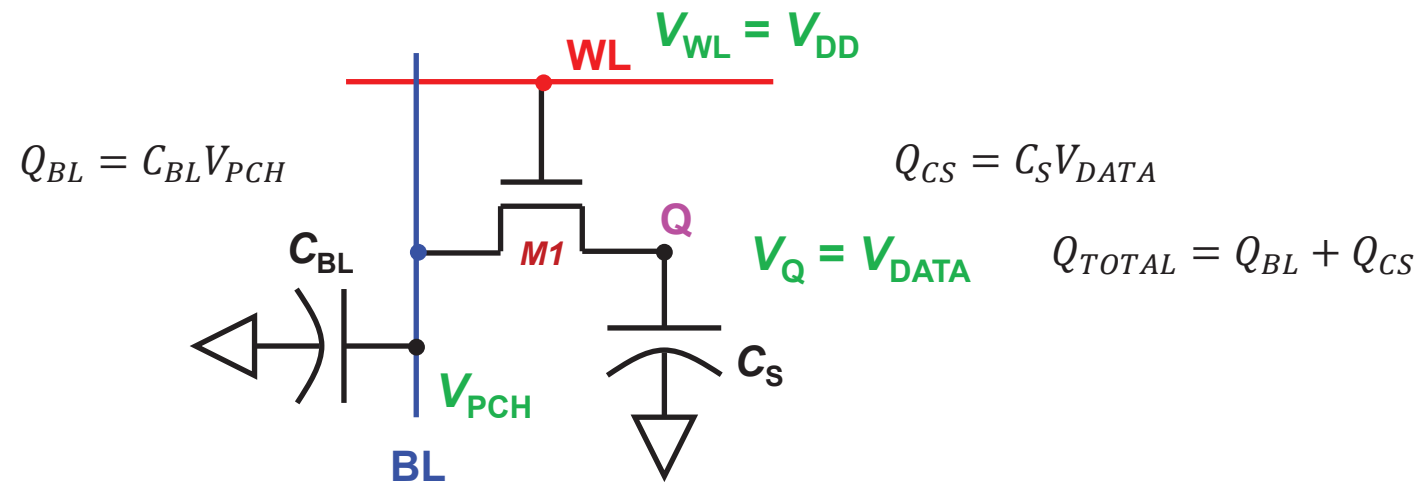 WL V_WL = V_DD
Q_BL = C_BL V_PCH
Q_CS = C_S V_DATA
Q
C_BL
M1
V_Q = V_DATA
Q_TOTAL = Q_BL + Q_CS
C_S
V_PCH
BL